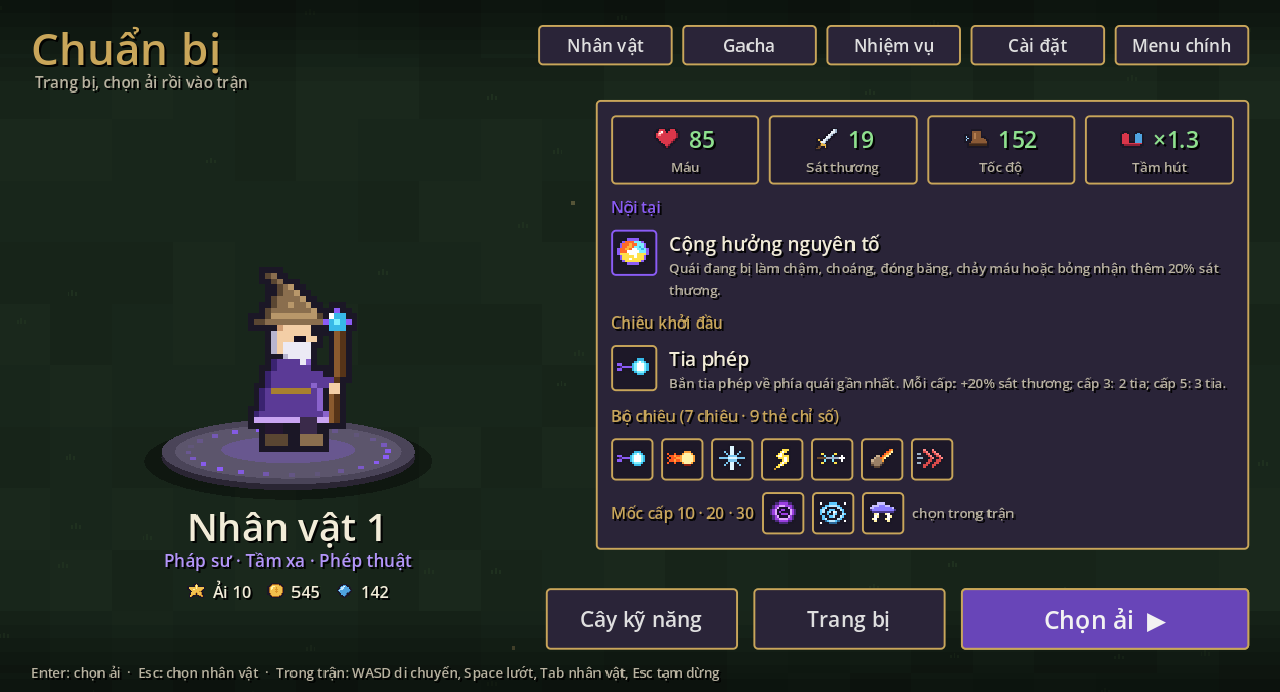 Chuẩn bị
Trang bị, chọn ải rồi vào trận
Nhân vật
Gacha
Nhiệm vụ
Cài đặt
Menu chính
85
Máu
19
Sát thương
152
Tốc độ
×1.3
Tầm hút
Nội tại
Cộng hưởng nguyên tố
Quái đang bị làm chậm, choáng, đóng băng, chảy máu hoặc bỏng nhận thêm 20% sát
thương.
Chiêu khởi đầu
Tia phép
Bắn tia phép về phía quái gần nhất. Mỗi cấp: +20% sát thương; cấp 3: 2 tia; cấp 5: 3 tia.
Bộ chiêu (7 chiêu · 9 thẻ chỉ số)
Mốc cấp 10 · 20 · 30
chọn trong trận
Nhân vật 1
Pháp sư · Tầm xa · Phép thuật
Ải 10 545 142
Cây kỹ năng
Trang bị
Chọn ải ▶
Enter: chọn ải · Esc: chọn nhân vật · Trong trận: WASD di chuyển, Space lướt, Tab nhân vật, Esc tạm dừng